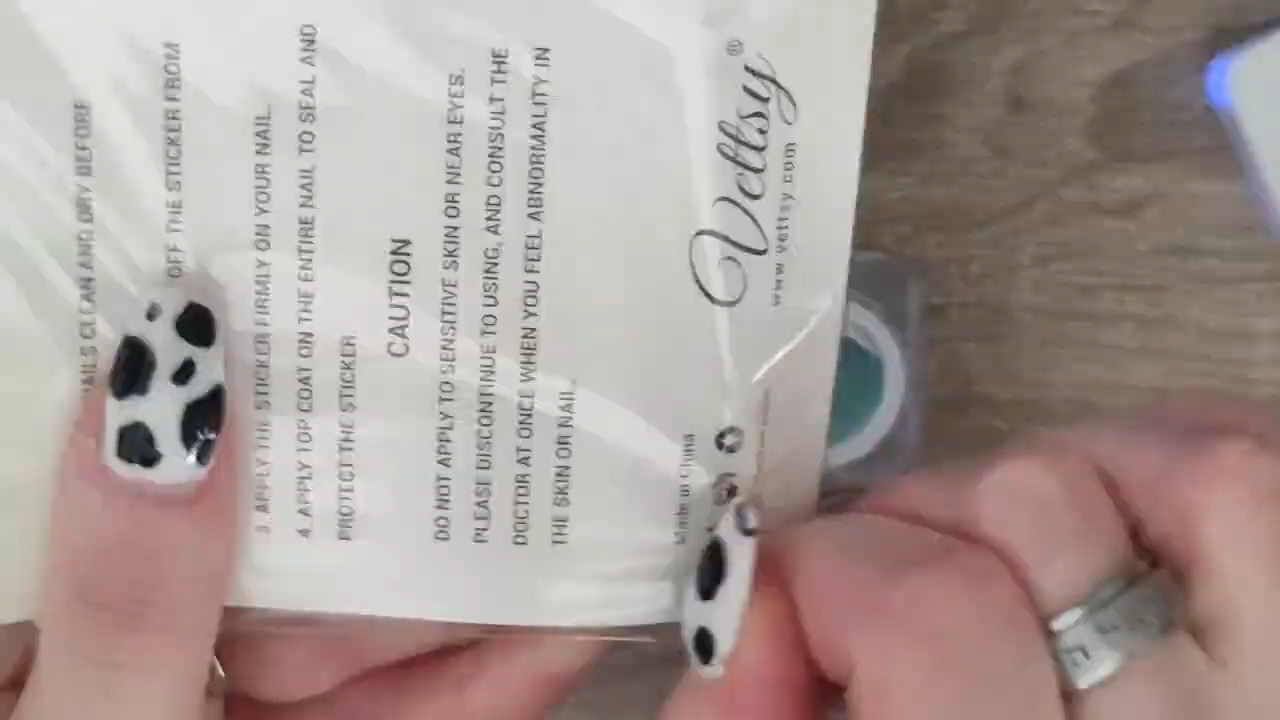 NAILS CLEAN AND DRY BEFORE
OFF THE STICKER FROM
3. APPLY THE STICKER FIRMLY ON YOUR NAIL.
4. APPLY TOP COAT ON THE ENTIRE NAIL TO SEAL AND
PROTECT THE STICKER
CAUTION
DO NOT APPLY TO SENSITIVE SKIN OR NEAR EYES.
PLEASE DISCONTINUE TO USING, AND CONSULT THE
DOCTOR AT ONCE WHEN YOU FEEL ABNORMALITY IN
THE SKIN OR NAIL.
Made in China
Vettsy®
www.vettsy.com